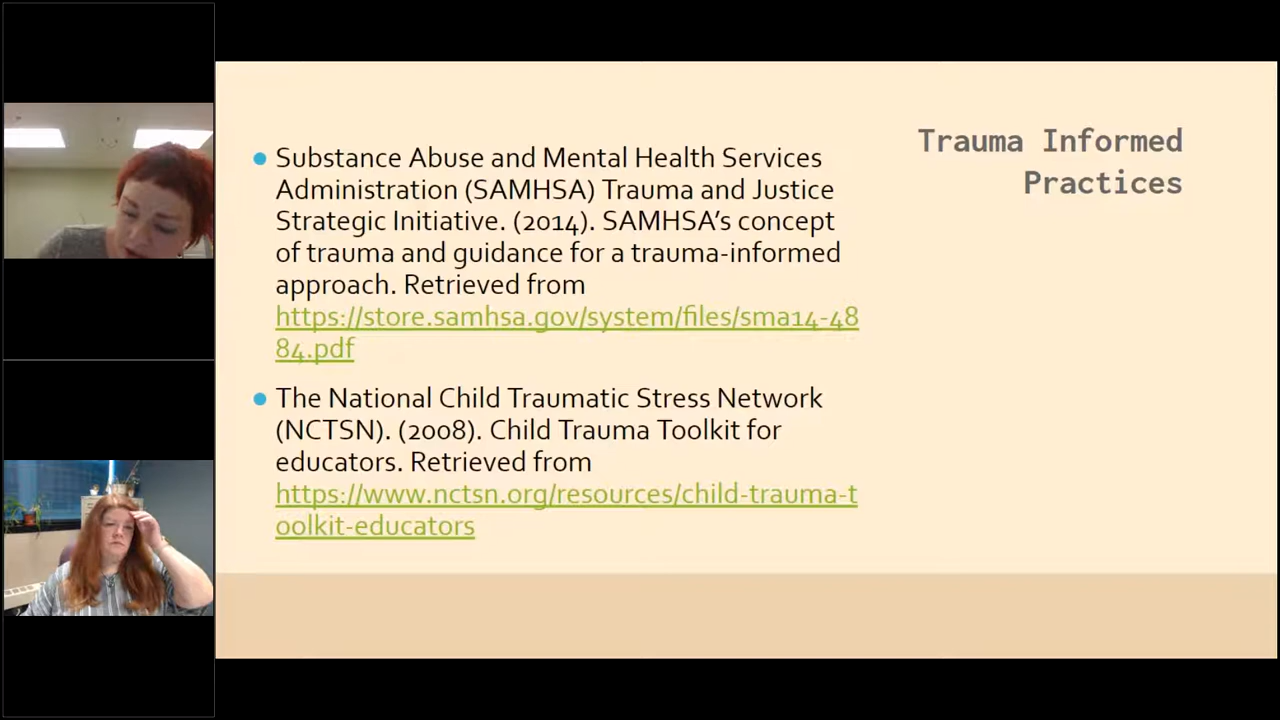 Trauma Informed
Practices
Substance Abuse and Mental Health Services
Administration (SAMHSA) Trauma and Justice
Strategic Initiative. (2014). SAMHSA’s concept
of trauma and guidance for a trauma-informed
approach. Retrieved from
https://store.samhsa.gov/system/files/sma14-48
84.pdf
The National Child Traumatic Stress Network
(NCTSN). (2008). Child Trauma Toolkit for
educators. Retrieved from
https://www.nctsn.org/resources/child-trauma-t
oolkit-educators